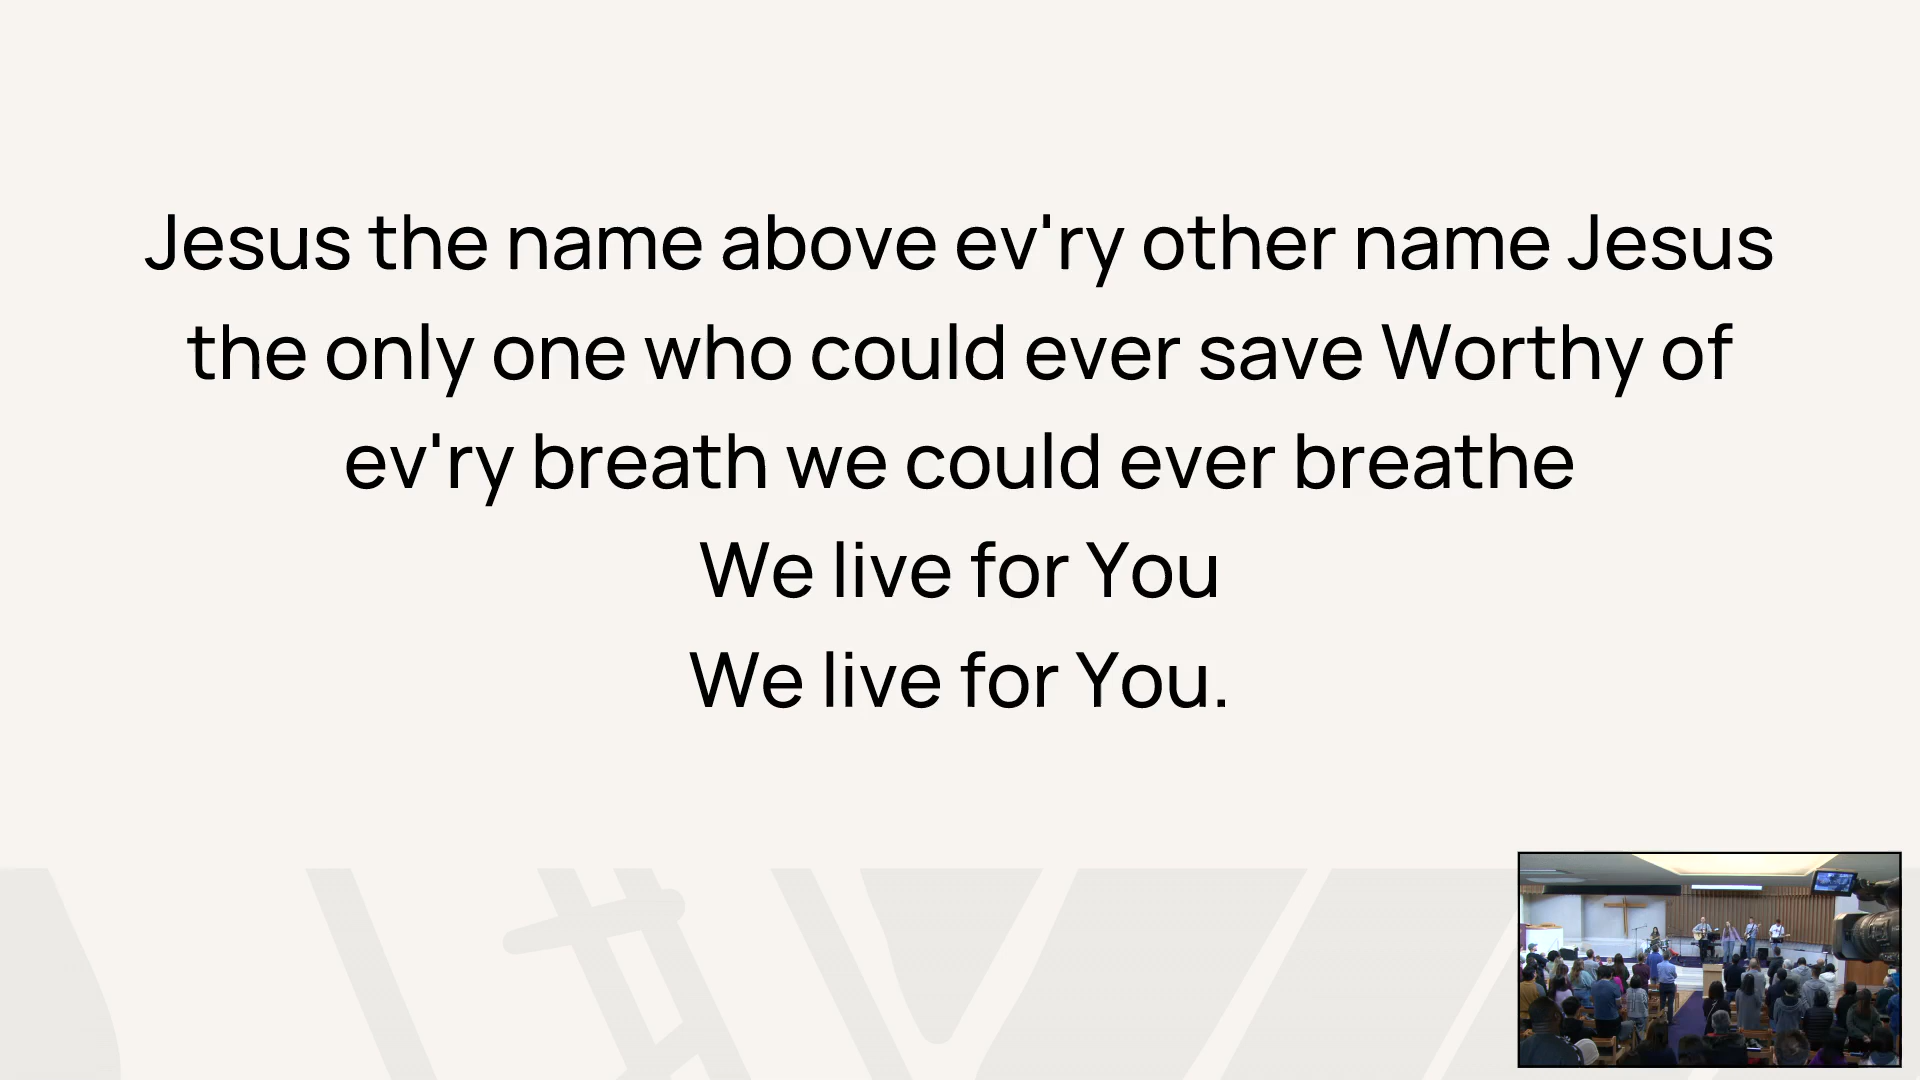 Jesus the name above ev'ry other name Jesus
the only one who could ever save Worthy of
ev'ry breath we could ever breathe
We live for You
We live for You.